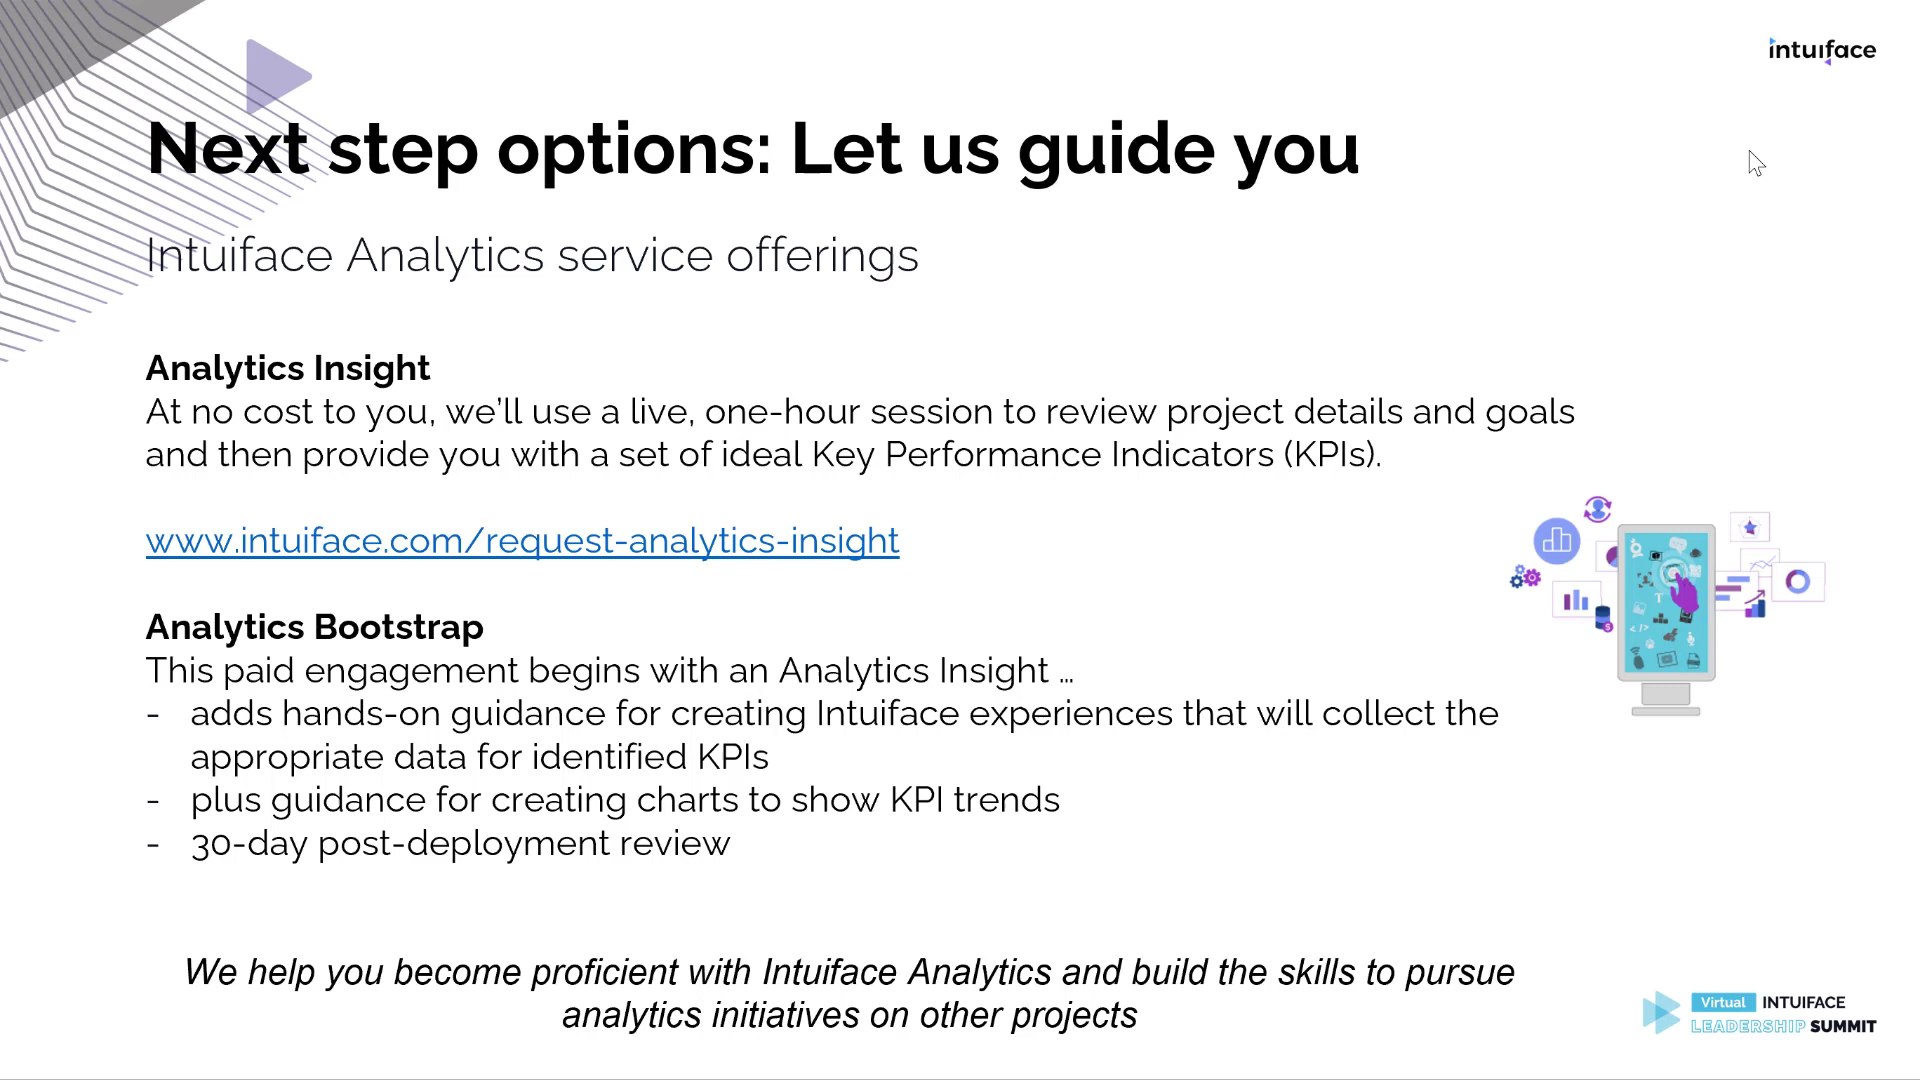 intuiface
Next step options: Let us guide you
Intuiface Analytics service offerings
Analytics Insight
At no cost to you, we’ll use a live, one-hour session to review project details and goals
and then provide you with a set of ideal Key Performance Indicators (KPIs).
www.intuiface.com/request-analytics-insight
Analytics Bootstrap
This paid engagement begins with an Analytics Insight …
- adds hands-on guidance for creating Intuiface experiences that will collect the
appropriate data for identified KPIs
- plus guidance for creating charts to show KPI trends
- 30-day post-deployment review
We help you become proficient with Intuiface Analytics and build the skills to pursue
analytics initiatives on other projects
Virtual INTUIFACE
LEADERSHIP SUMMIT